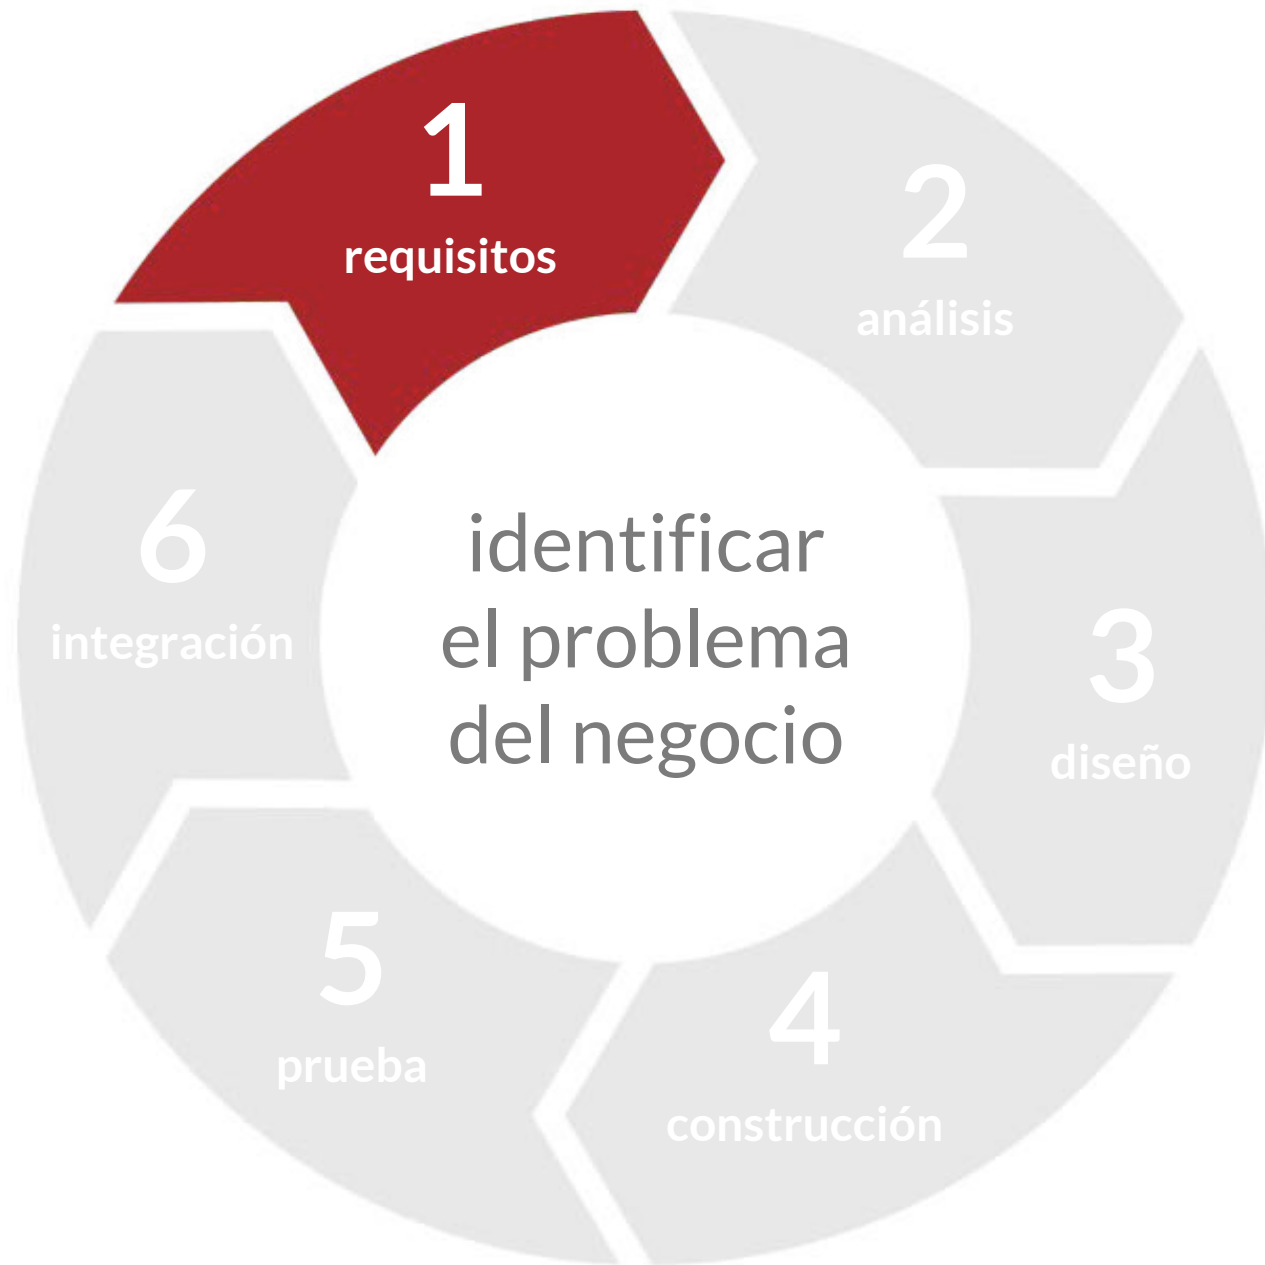 1
requisitos
2
análisis
3
diseño
4
construcción
5
prueba
6
integración
identificar
el problema
del negocio